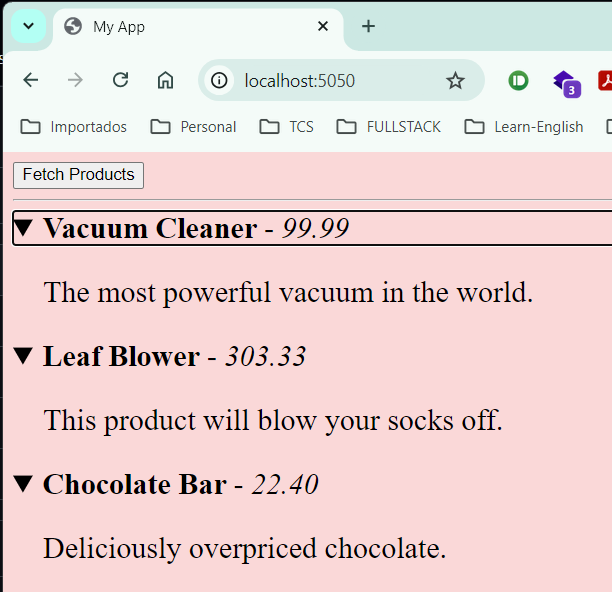 My App
localhost:5050
3
Importados Personal TCS FULLSTACK Learn-English
Fetch Products
Vacuum Cleaner - 99.99
The most powerful vacuum in the world.
Leaf Blower - 303.33
This product will blow your socks off.
Chocolate Bar - 22.40
Deliciously overpriced chocolate.